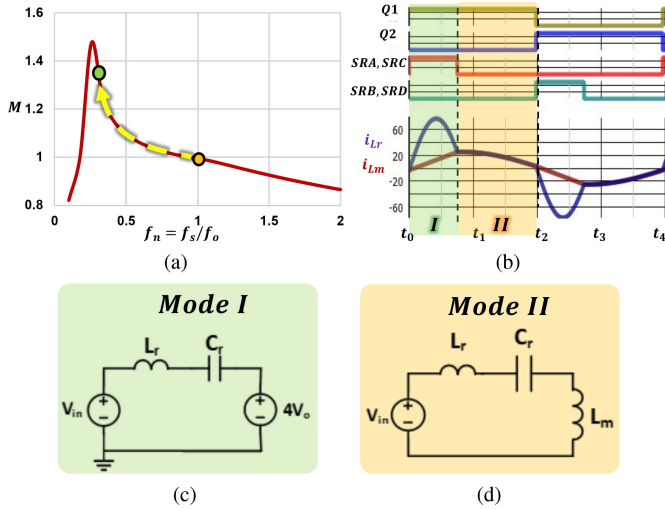 1.6
1.4
1.2
1
0.8
M
0 0.5 1 1.5 2
f_n = f_s/f_o
(a)
Q1
Q2
SRA, SRC
SRB, SRD
i_Lr
i_Lm
60
20
-20
-60
I II
t_0 t_1 t_2 t_3 t_4
(b)
Mode I
L_r
C_r
V_in
4V_o
(c)
Mode II
L_r
C_r
V_in
L_m
(d)